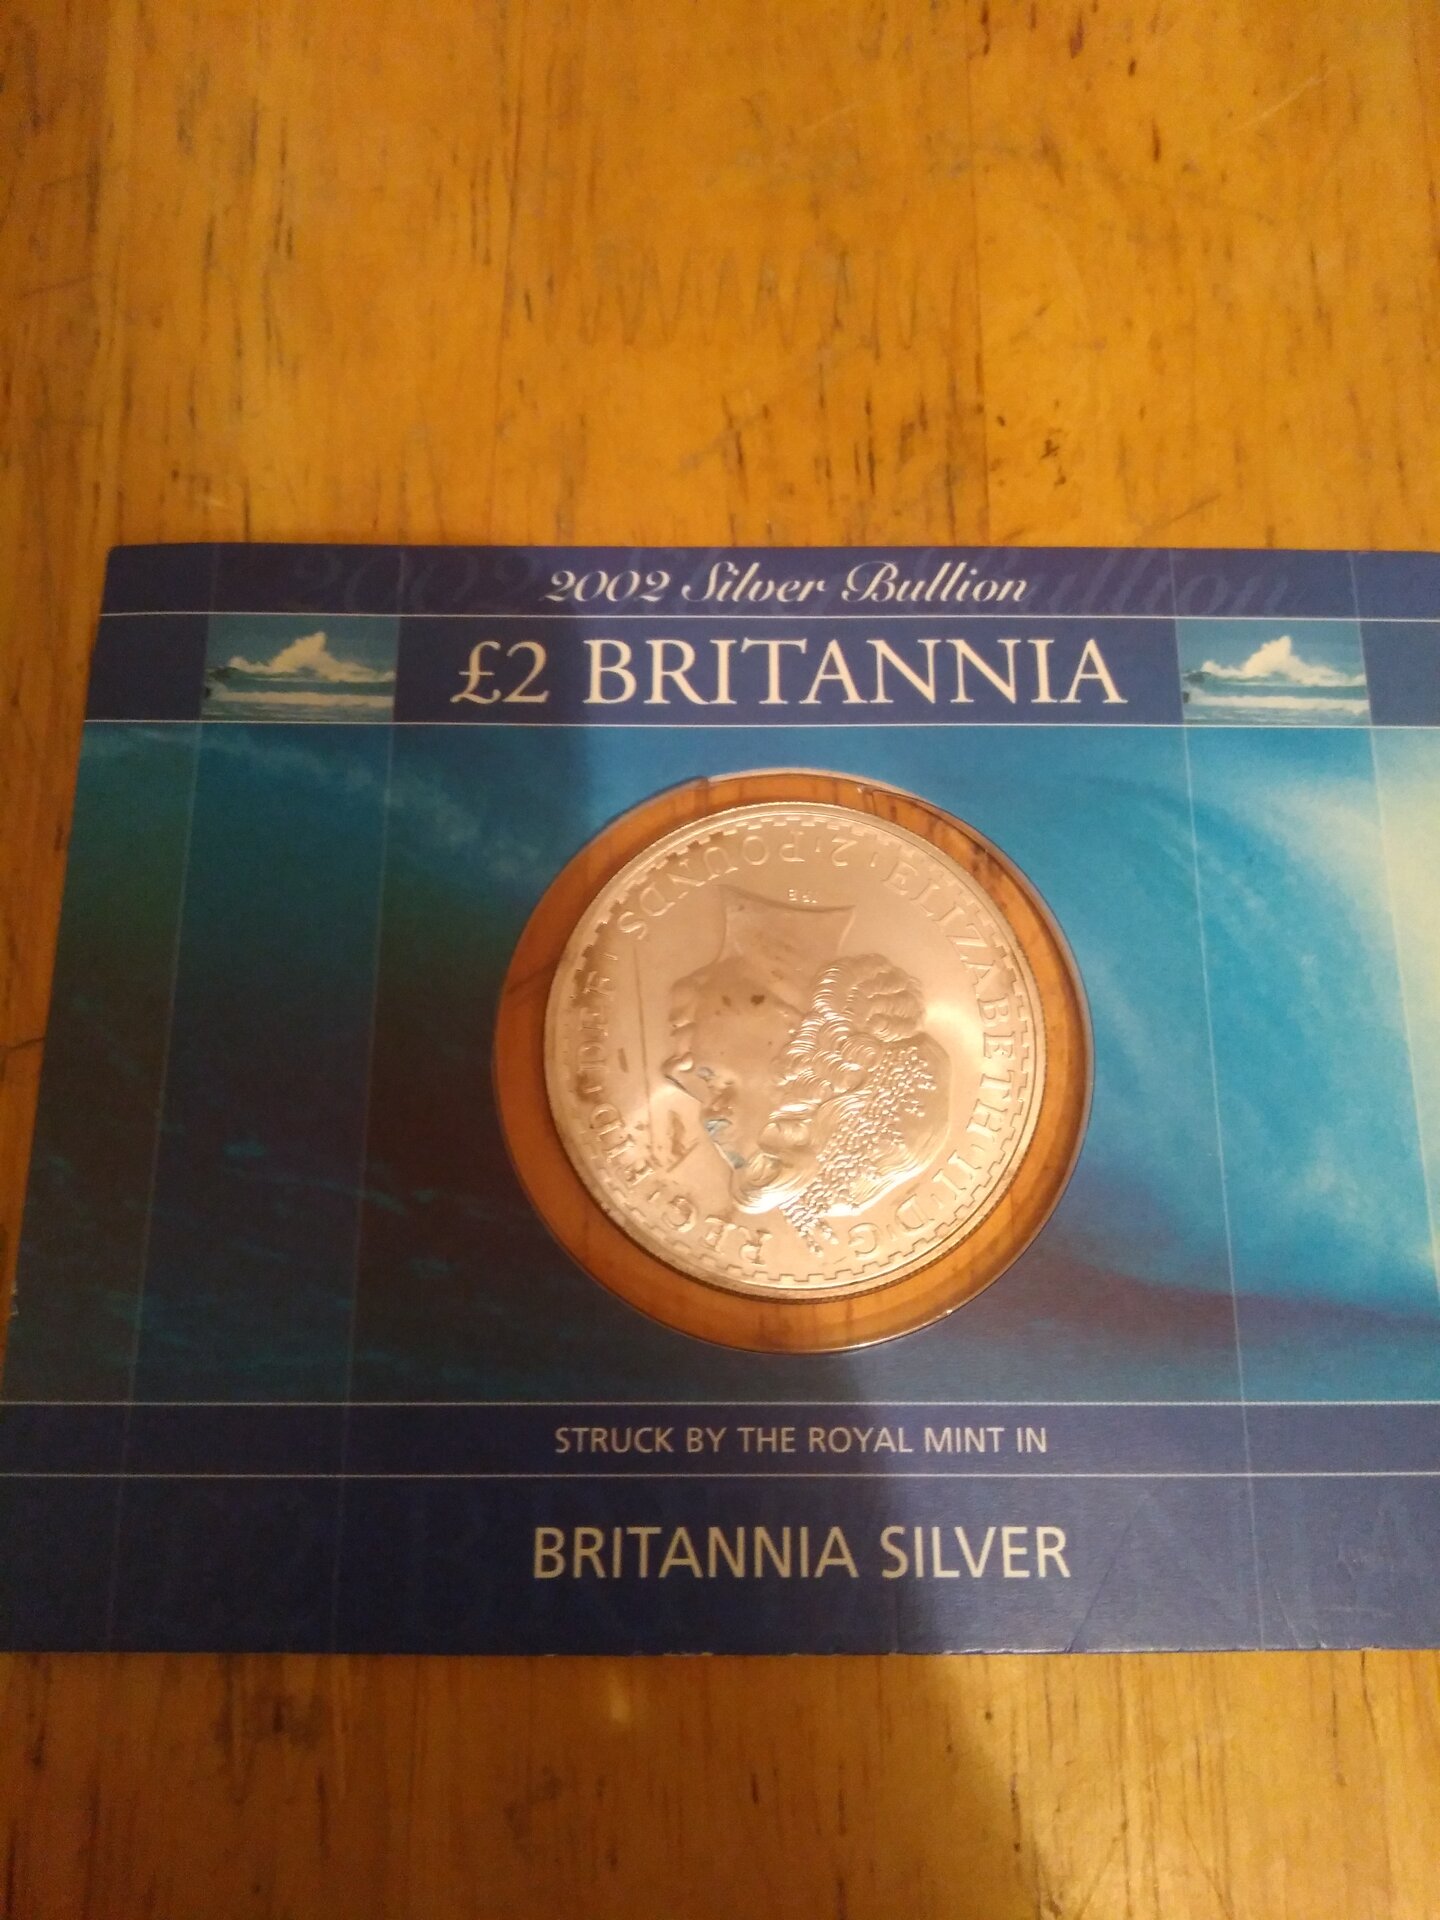 2002 Silver Bullion
£2 BRITANNIA
ELIZABETH·II·D·G
REG·FID·DEF·
2·POUNDS
IRB
STRUCK BY THE ROYAL MINT IN
BRITANNIA SILVER